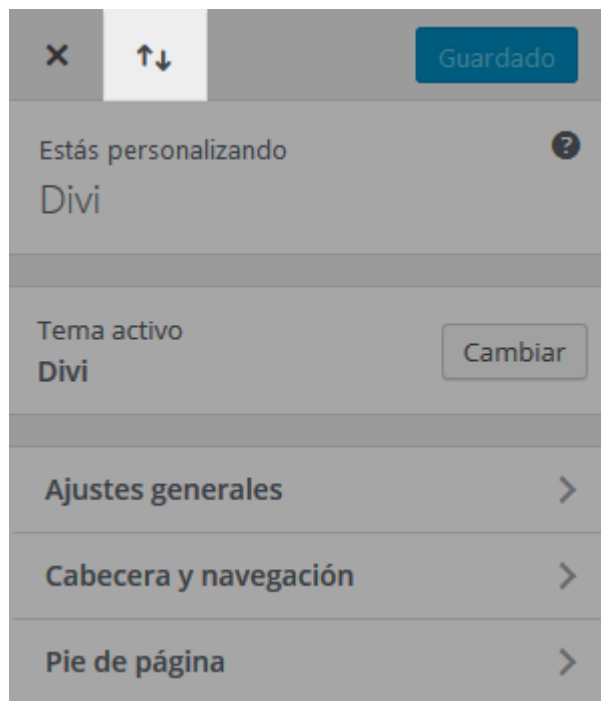 Guardado
Estás personalizando
Divi
Tema activo
Divi
Cambiar
Ajustes generales
Cabecera y navegación
Pie de página